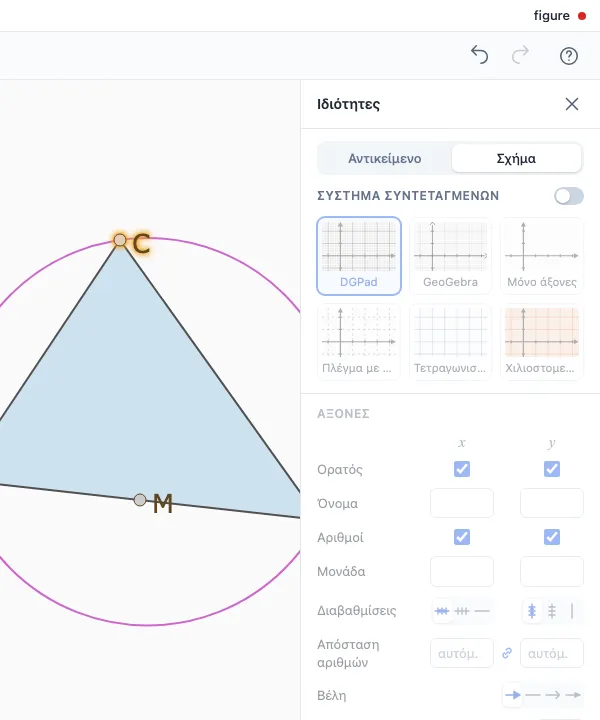 figure
Ιδιότητες
Αντικείμενο Σχήμα
ΣΥΣΤΗΜΑ ΣΥΝΤΕΤΑΓΜΕΝΩΝ
C
DGPad GeoGebra Μόνο άξονες
Πλέγμα με ... Τετραγωνισ... Χιλιοστομε...
ΑΞΟΝΕΣ
x y
Ορατός
M
Όνομα
Αριθμοί
Μονάδα
Διαβαθμίσεις
Απόσταση
αριθμών
αυτόμ. αυτόμ.
Βέλη